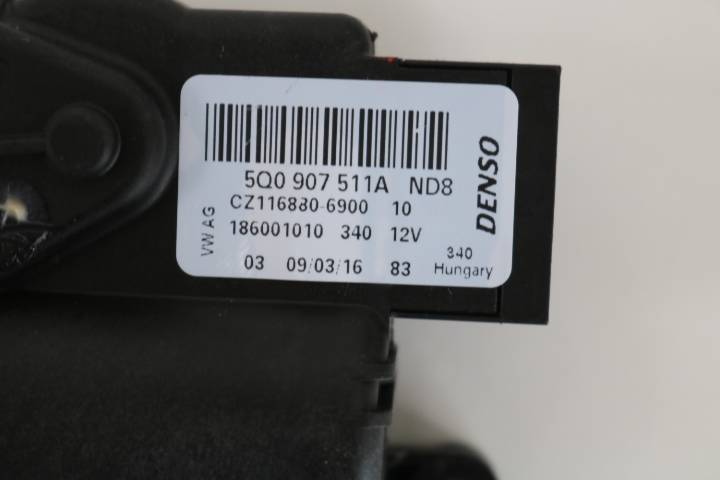 5Q0 907 511A ND8
CZ116880-6900 10
186001010 340 12V
03 09/03/16 83
VW AG
DENSO
340
Hungary